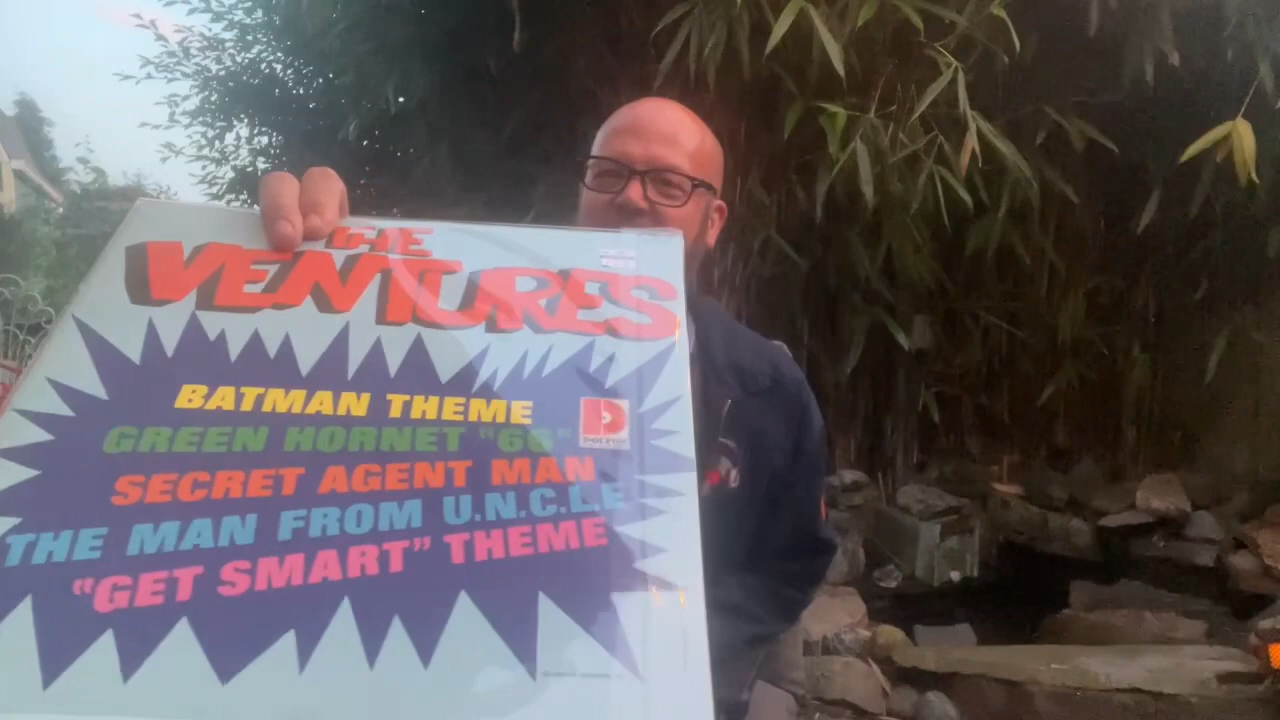 THE
VENTURES
BATMAN THEME
GREEN HORNET "66"
SECRET AGENT MAN
THE MAN FROM U.N.C.L.E
"GET SMART” THEME